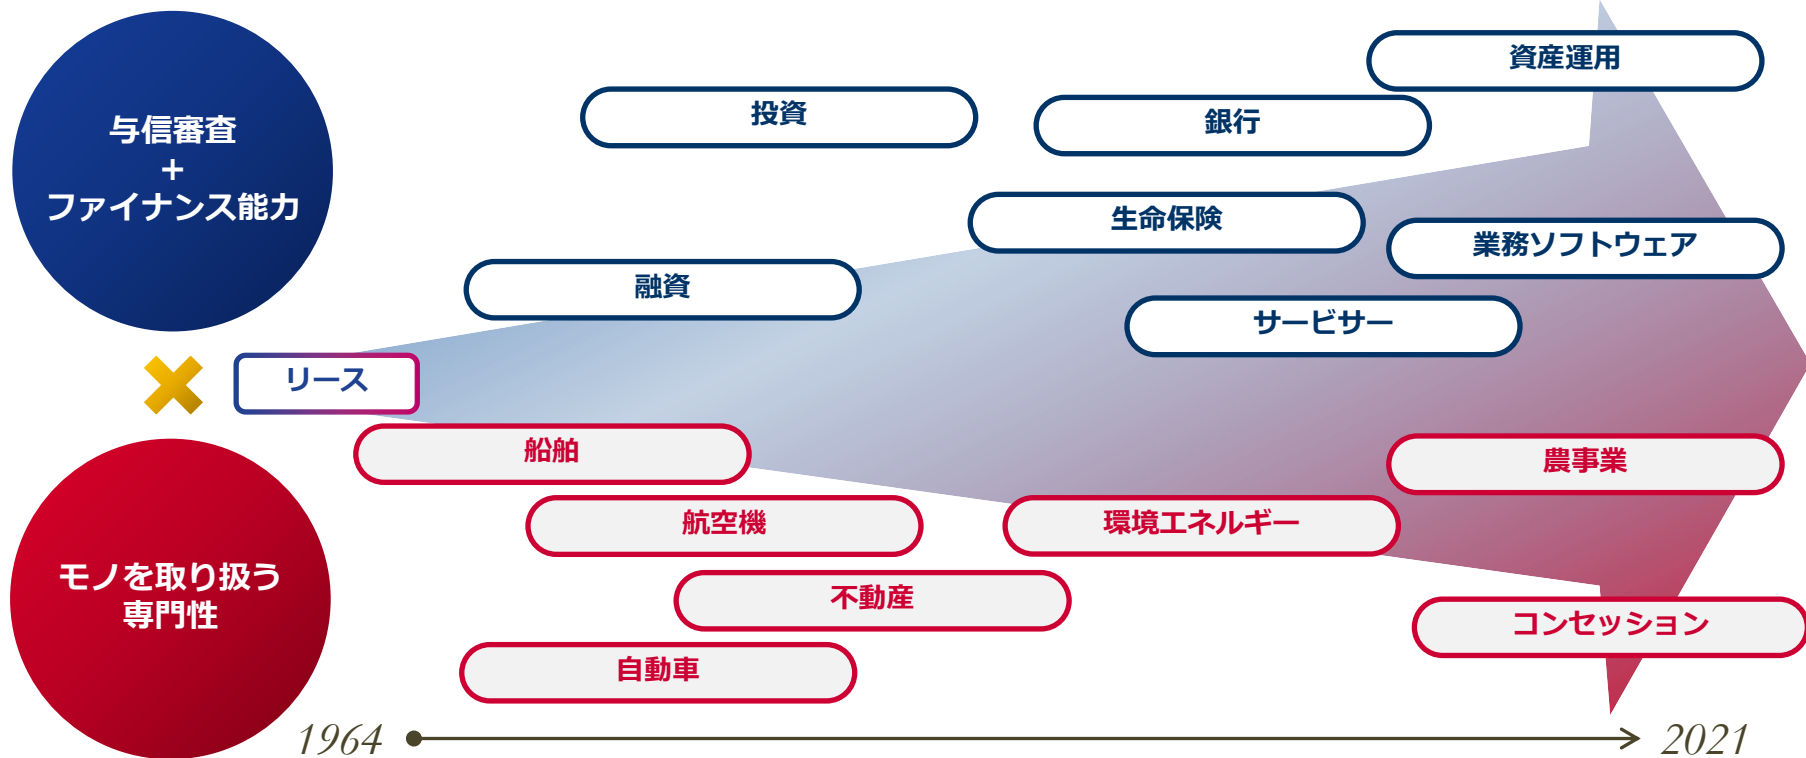 与信審査
+
ファイナンス能力
モノを取り扱う
専門性
リース
資産運用
投資
銀行
生命保険
業務ソフトウェア
融資
サービサー
船舶
農事業
航空機
環境エネルギー
不動産
コンセッション
自動車
1964
2021